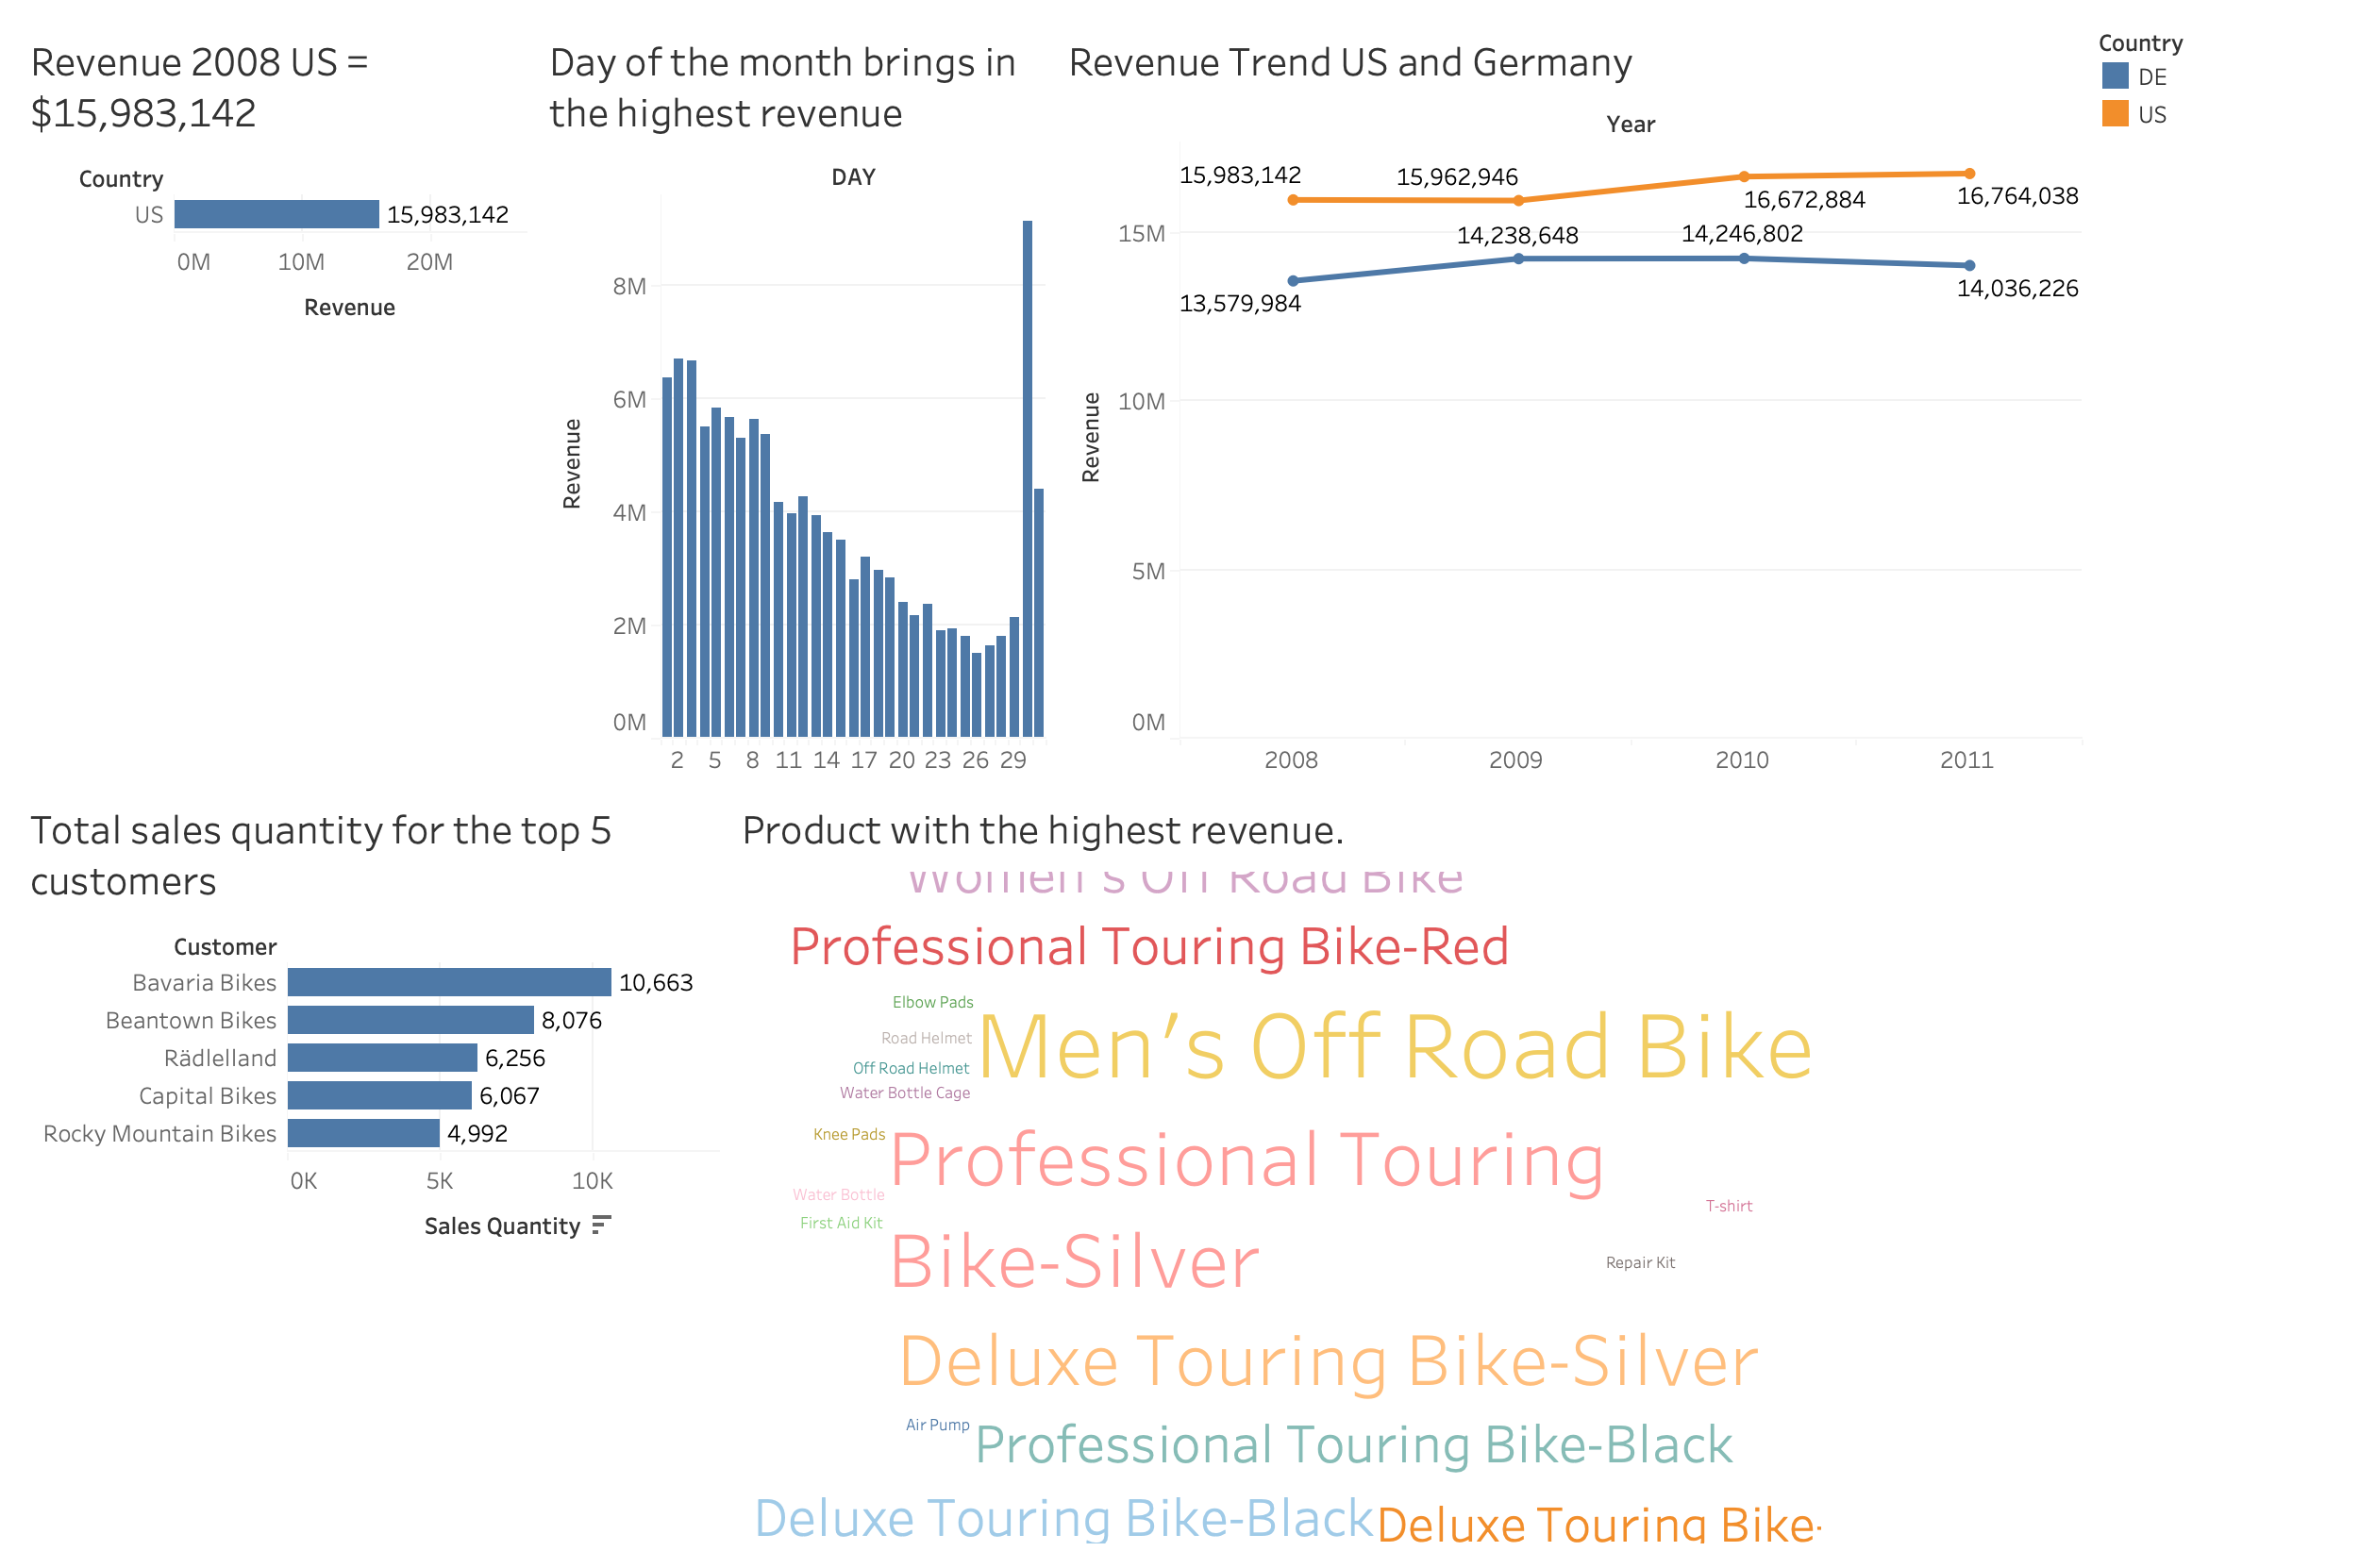 Revenue 2008 US =
$15,983,142
Country
US
15,983,142
0M 10M 20M
Revenue
Day of the month brings in
the highest revenue
DAY
8M
6M
4M
2M
0M
Revenue
2 5 8 11 14 17 20 23 26 29
Revenue Trend US and Germany
Year
15,983,142 15,962,946 16,672,884 16,764,038
14,238,648 14,246,802
13,579,984 14,036,226
15M
10M
5M
0M
Revenue
2008 2009 2010 2011
Country
DE
US
Total sales quantity for the top 5
customers
Customer
Bavaria Bikes 10,663
Beantown Bikes 8,076
Rädlelland 6,256
Capital Bikes 6,067
Rocky Mountain Bikes 4,992
0K 5K 10K
Sales Quantity
Product with the highest revenue.
Women's Off Road Bike
Professional Touring Bike-Red
Elbow Pads
Road Helmet
Men’s Off Road Bike
Off Road Helmet
Water Bottle Cage
Knee Pads
Professional Touring
Bike-Silver
Water Bottle
First Aid Kit
T-shirt
Repair Kit
Deluxe Touring Bike-Silver
Air Pump
Professional Touring Bike-Black
Deluxe Touring Bike-Black
Deluxe Touring Bike-